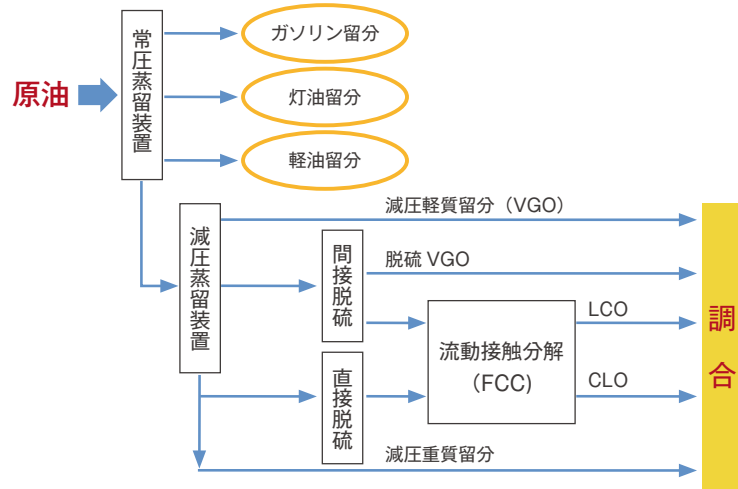 原油
常圧蒸留装置
ガソリン留分
灯油留分
軽油留分
減圧蒸留装置
減圧軽質留分（VGO）
間接脱硫
脱硫 VGO
直接脱硫
流動接触分解
（FCC)
LCO
CLO
減圧重質留分
調合